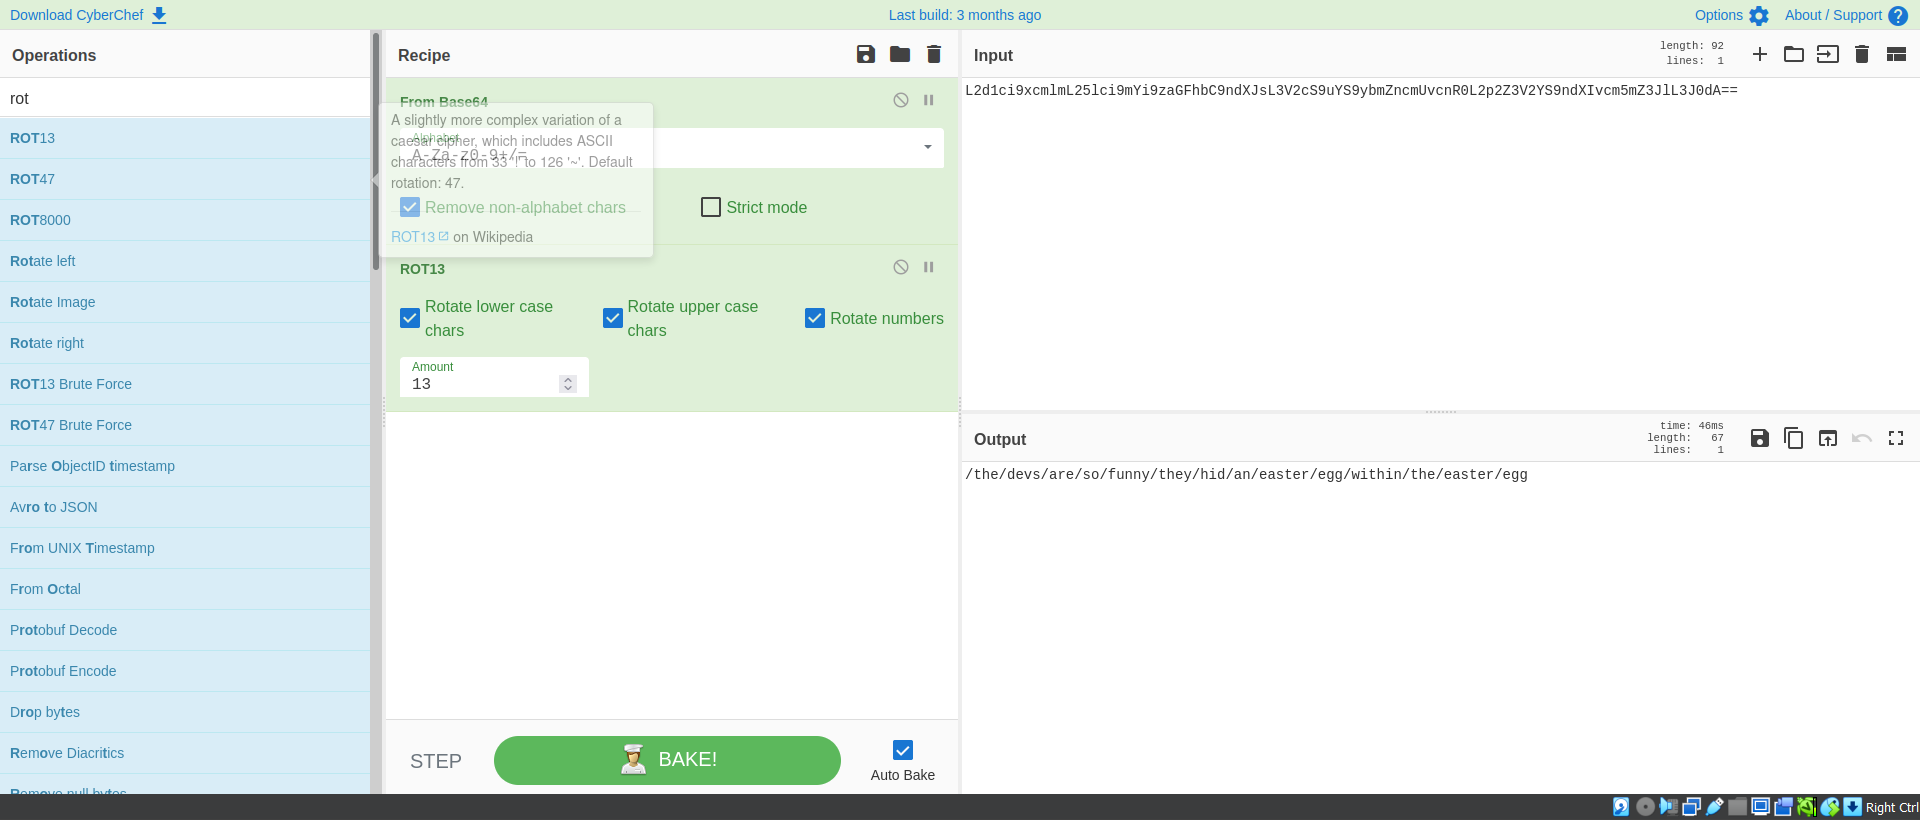 Download CyberChef
Last build: 3 months ago
Options
About / Support
Operations
rot
ROT13
ROT47
ROT8000
Rotate left
Rotate Image
Rotate right
ROT13 Brute Force
ROT47 Brute Force
Parse ObjectID timestamp
Avro to JSON
From UNIX Timestamp
From Octal
Protobuf Decode
Protobuf Encode
Drop bytes
Remove Diacritics
Remove null bytes
Recipe
From Base64
Alphabet
A-Za-z0-9+/=
Remove non-alphabet chars
Strict mode
A slightly more complex variation of a
caesar cipher, which includes ASCII
characters from 33 '!' to 126 '~'. Default
rotation: 47.
ROT13 on Wikipedia
ROT13
Rotate lower case
chars
Rotate upper case
chars
Rotate numbers
Amount
13
STEP
BAKE!
Auto Bake
Input
length: 92
lines: 1
L2d1ci9xcmlmL25lci9mYi9zaGFhbC9ndXJsL3V2cS9uYS9ybmZncmUvcnR0L2p2Z3V2YS9ndXIvcm5mZ3JlL3J0dA==
Output
time: 46ms
length: 67
lines: 1
/the/devs/are/so/funny/they/hid/an/easter/egg/within/the/easter/egg
Right Ctrl